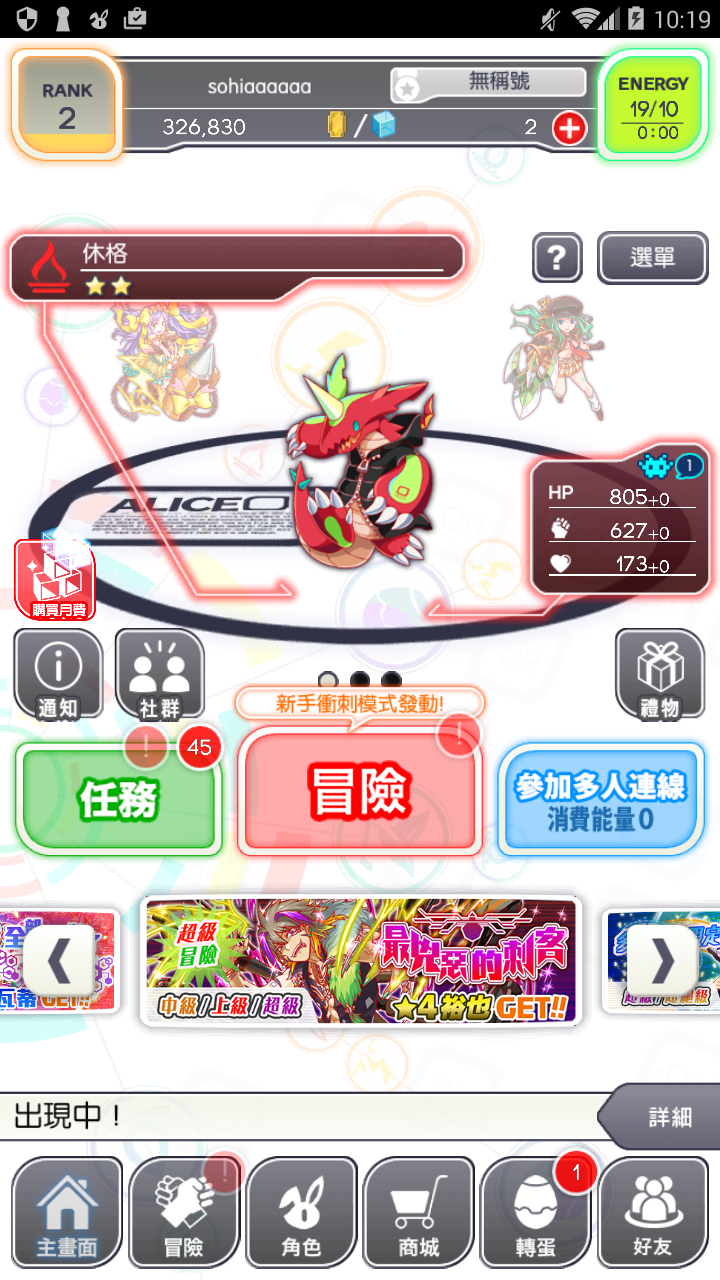 10:19
RANK
2
sohiaaaaaa
無稱號
326,830
/
2
ENERGY
19/10
0:00
休格
?
選單
ALICE
1
HP 805+0
627+0
173+0
購買月費
通知
社群
禮物
新手衝刺模式發動!
!
45
!
任務
冒險
參加多人連線
消費能量0
超級
冒險
最兇惡的刺客
中級/上級/超級
★4裕也GET!!
出現中！
詳細
!
1
主畫面
冒險
角色
商城
轉蛋
好友